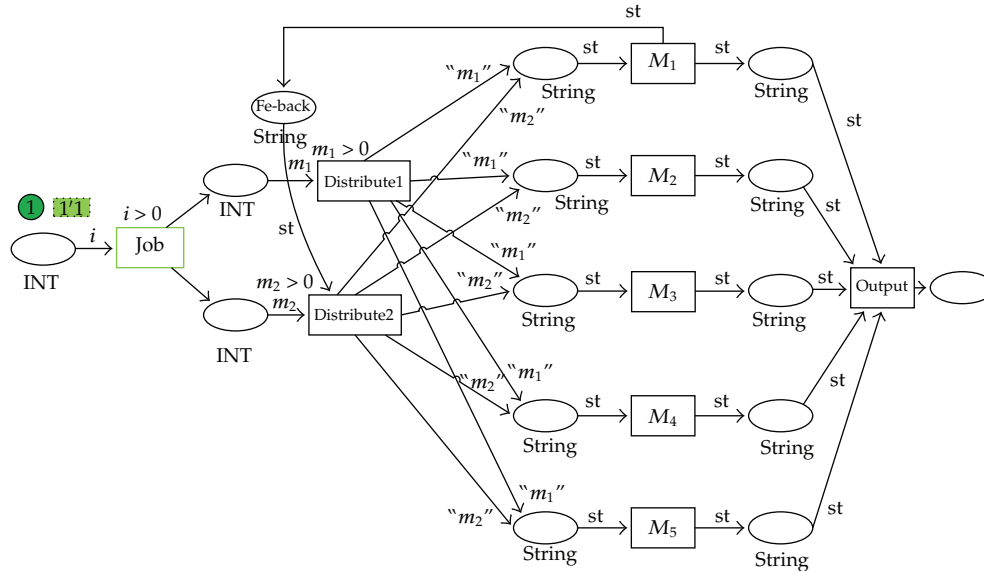 st
st
M1
st
String
String
"m1"
"m2"
st
Fe-back
String
m1 > 0
m1
Distribute1
"m1"
st
M2
st
String
String
"m2"
st
1
1'1
i > 0
i
Job
INT
INT
st
"m1"
m2 > 0
"m2"
m2
Distribute2
st
M3
st
String
String
Output
INT
"m2"
"m1"
st
M4
st
st
String
String
st
"m1"
"m2"
st
M5
st
String
String